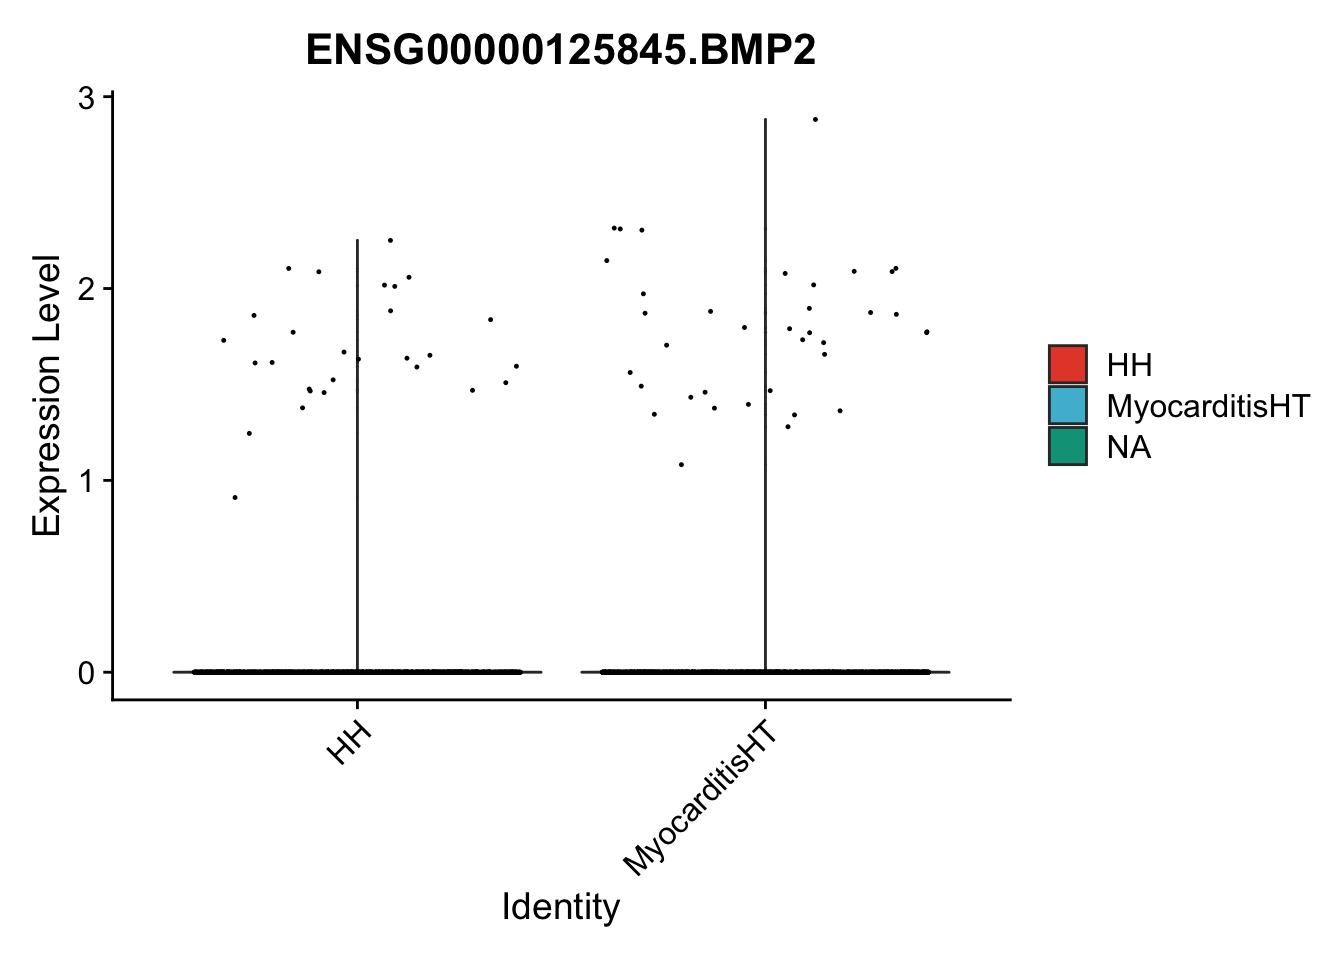 ENSG00000125845.BMP2
Expression Level
3
2
1
0
HH
MyocarditisHT
Identity
HH
MyocarditisHT
NA